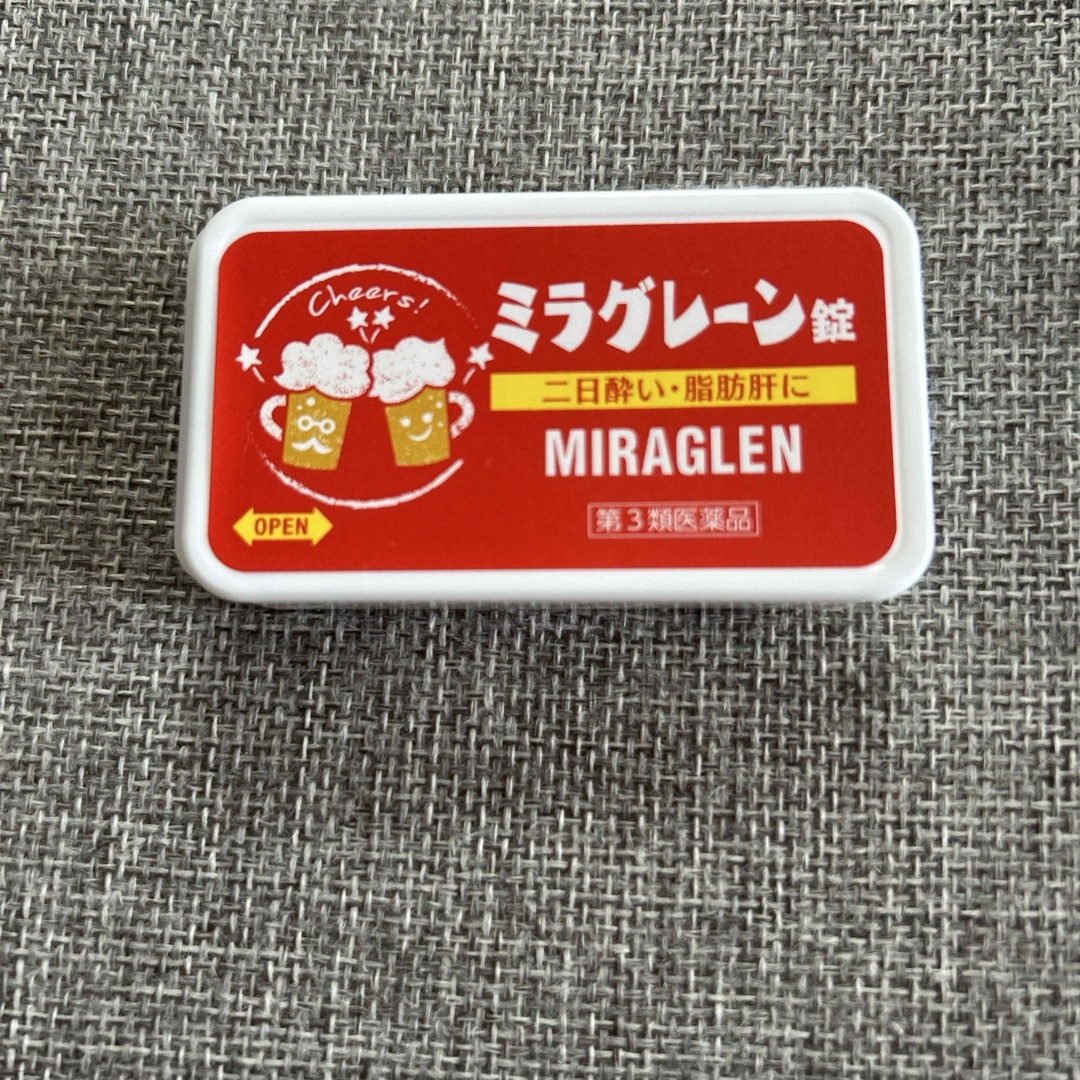 Cheers!
ミラグレーン錠
二日酔い・脂肪肝に
MIRAGLEN
第3類医薬品
OPEN